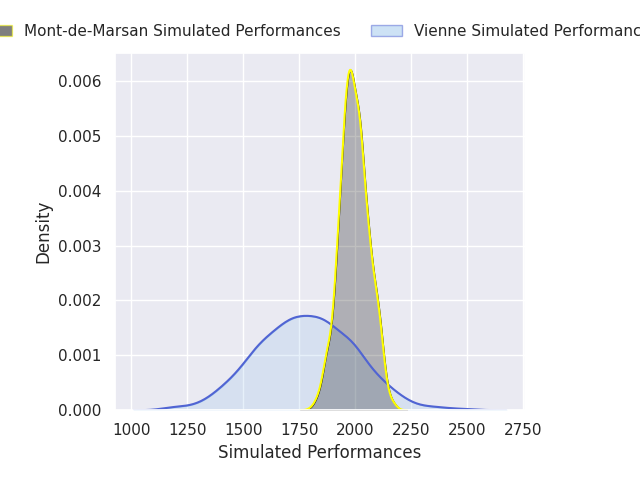 Mont-de-Marsan Simulated Performances Vienne Simulated Performanc
0.006
0.005
0.004
0.003
0.002
0.001
0.000
Density
1000 1250 1500 1750 2000 2250 2500 2750
Simulated Performances